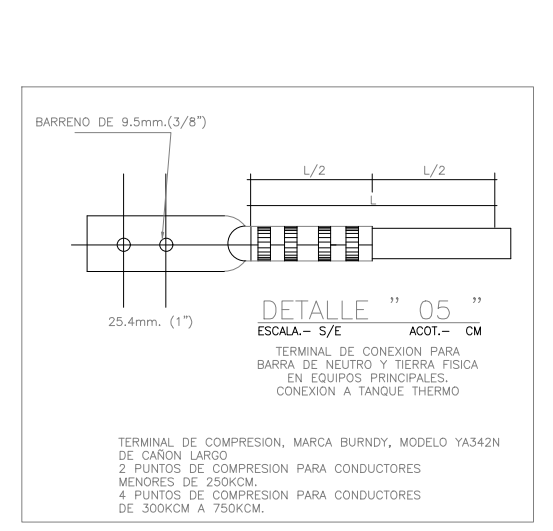 BARRENO DE 9.5mm.(3/8")
L/2
L/2
L
25.4mm. (1")
DETALLE " 05 "
ESCALA.- S/E ACOT.- CM
TERMINAL DE CONEXION PARA
BARRA DE NEUTRO Y TIERRA FISICA
EN EQUIPOS PRINCIPALES.
CONEXION A TANQUE THERMO
TERMINAL DE COMPRESION, MARCA BURNDY, MODELO YA342N
DE CAÑON LARGO
2 PUNTOS DE COMPRESION PARA CONDUCTORES
MENORES DE 250KCM.
4 PUNTOS DE COMPRESION PARA CONDUCTORES
DE 300KCM A 750KCM.